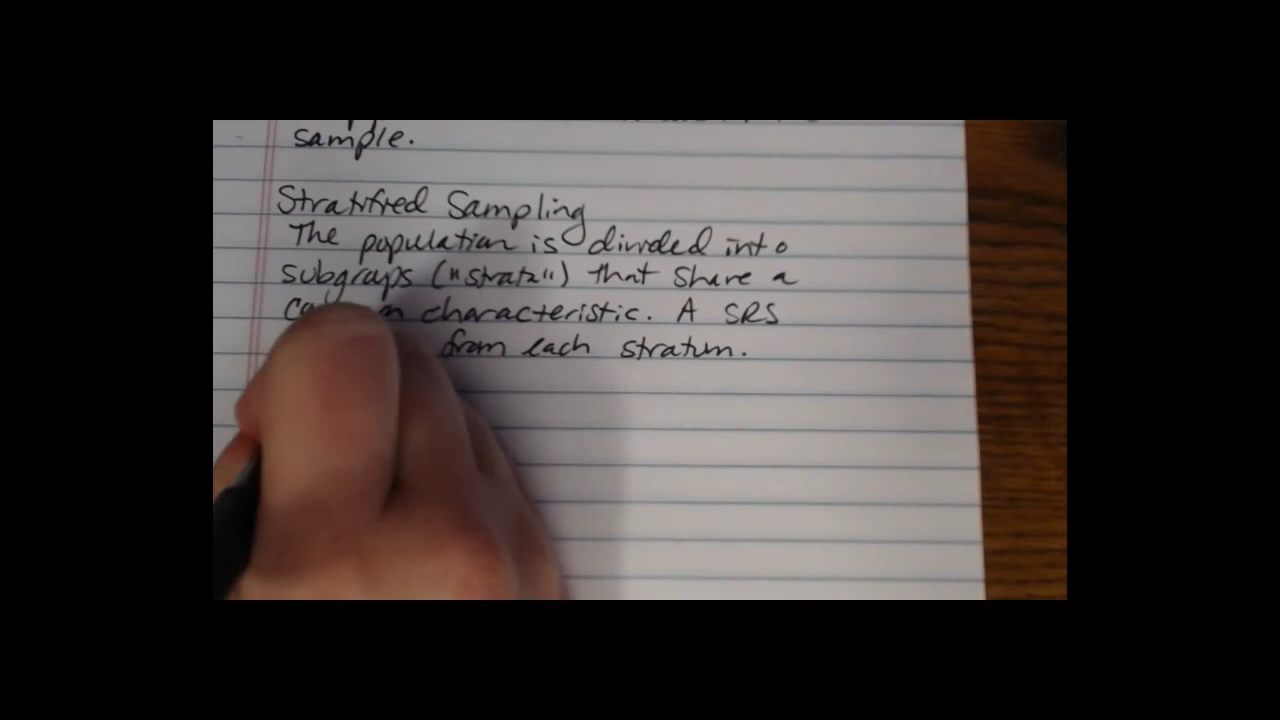 sample.
Stratified Sampling
The population is divided into
subgroups ("strata") that share a
characteristic. A SRS
from each stratum.